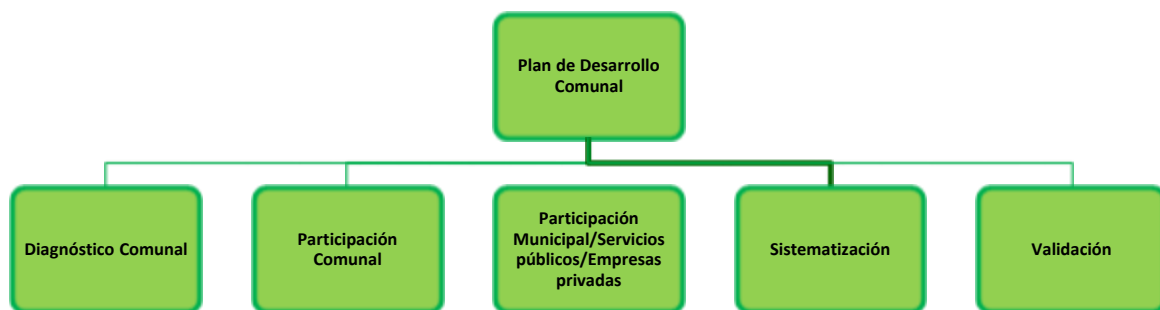 Plan de Desarrollo
Comunal
Diagnóstico Comunal
Participación
Comunal
Participación
Municipal/Servicios
públicos/Empresas
privadas
Sistematización
Validación